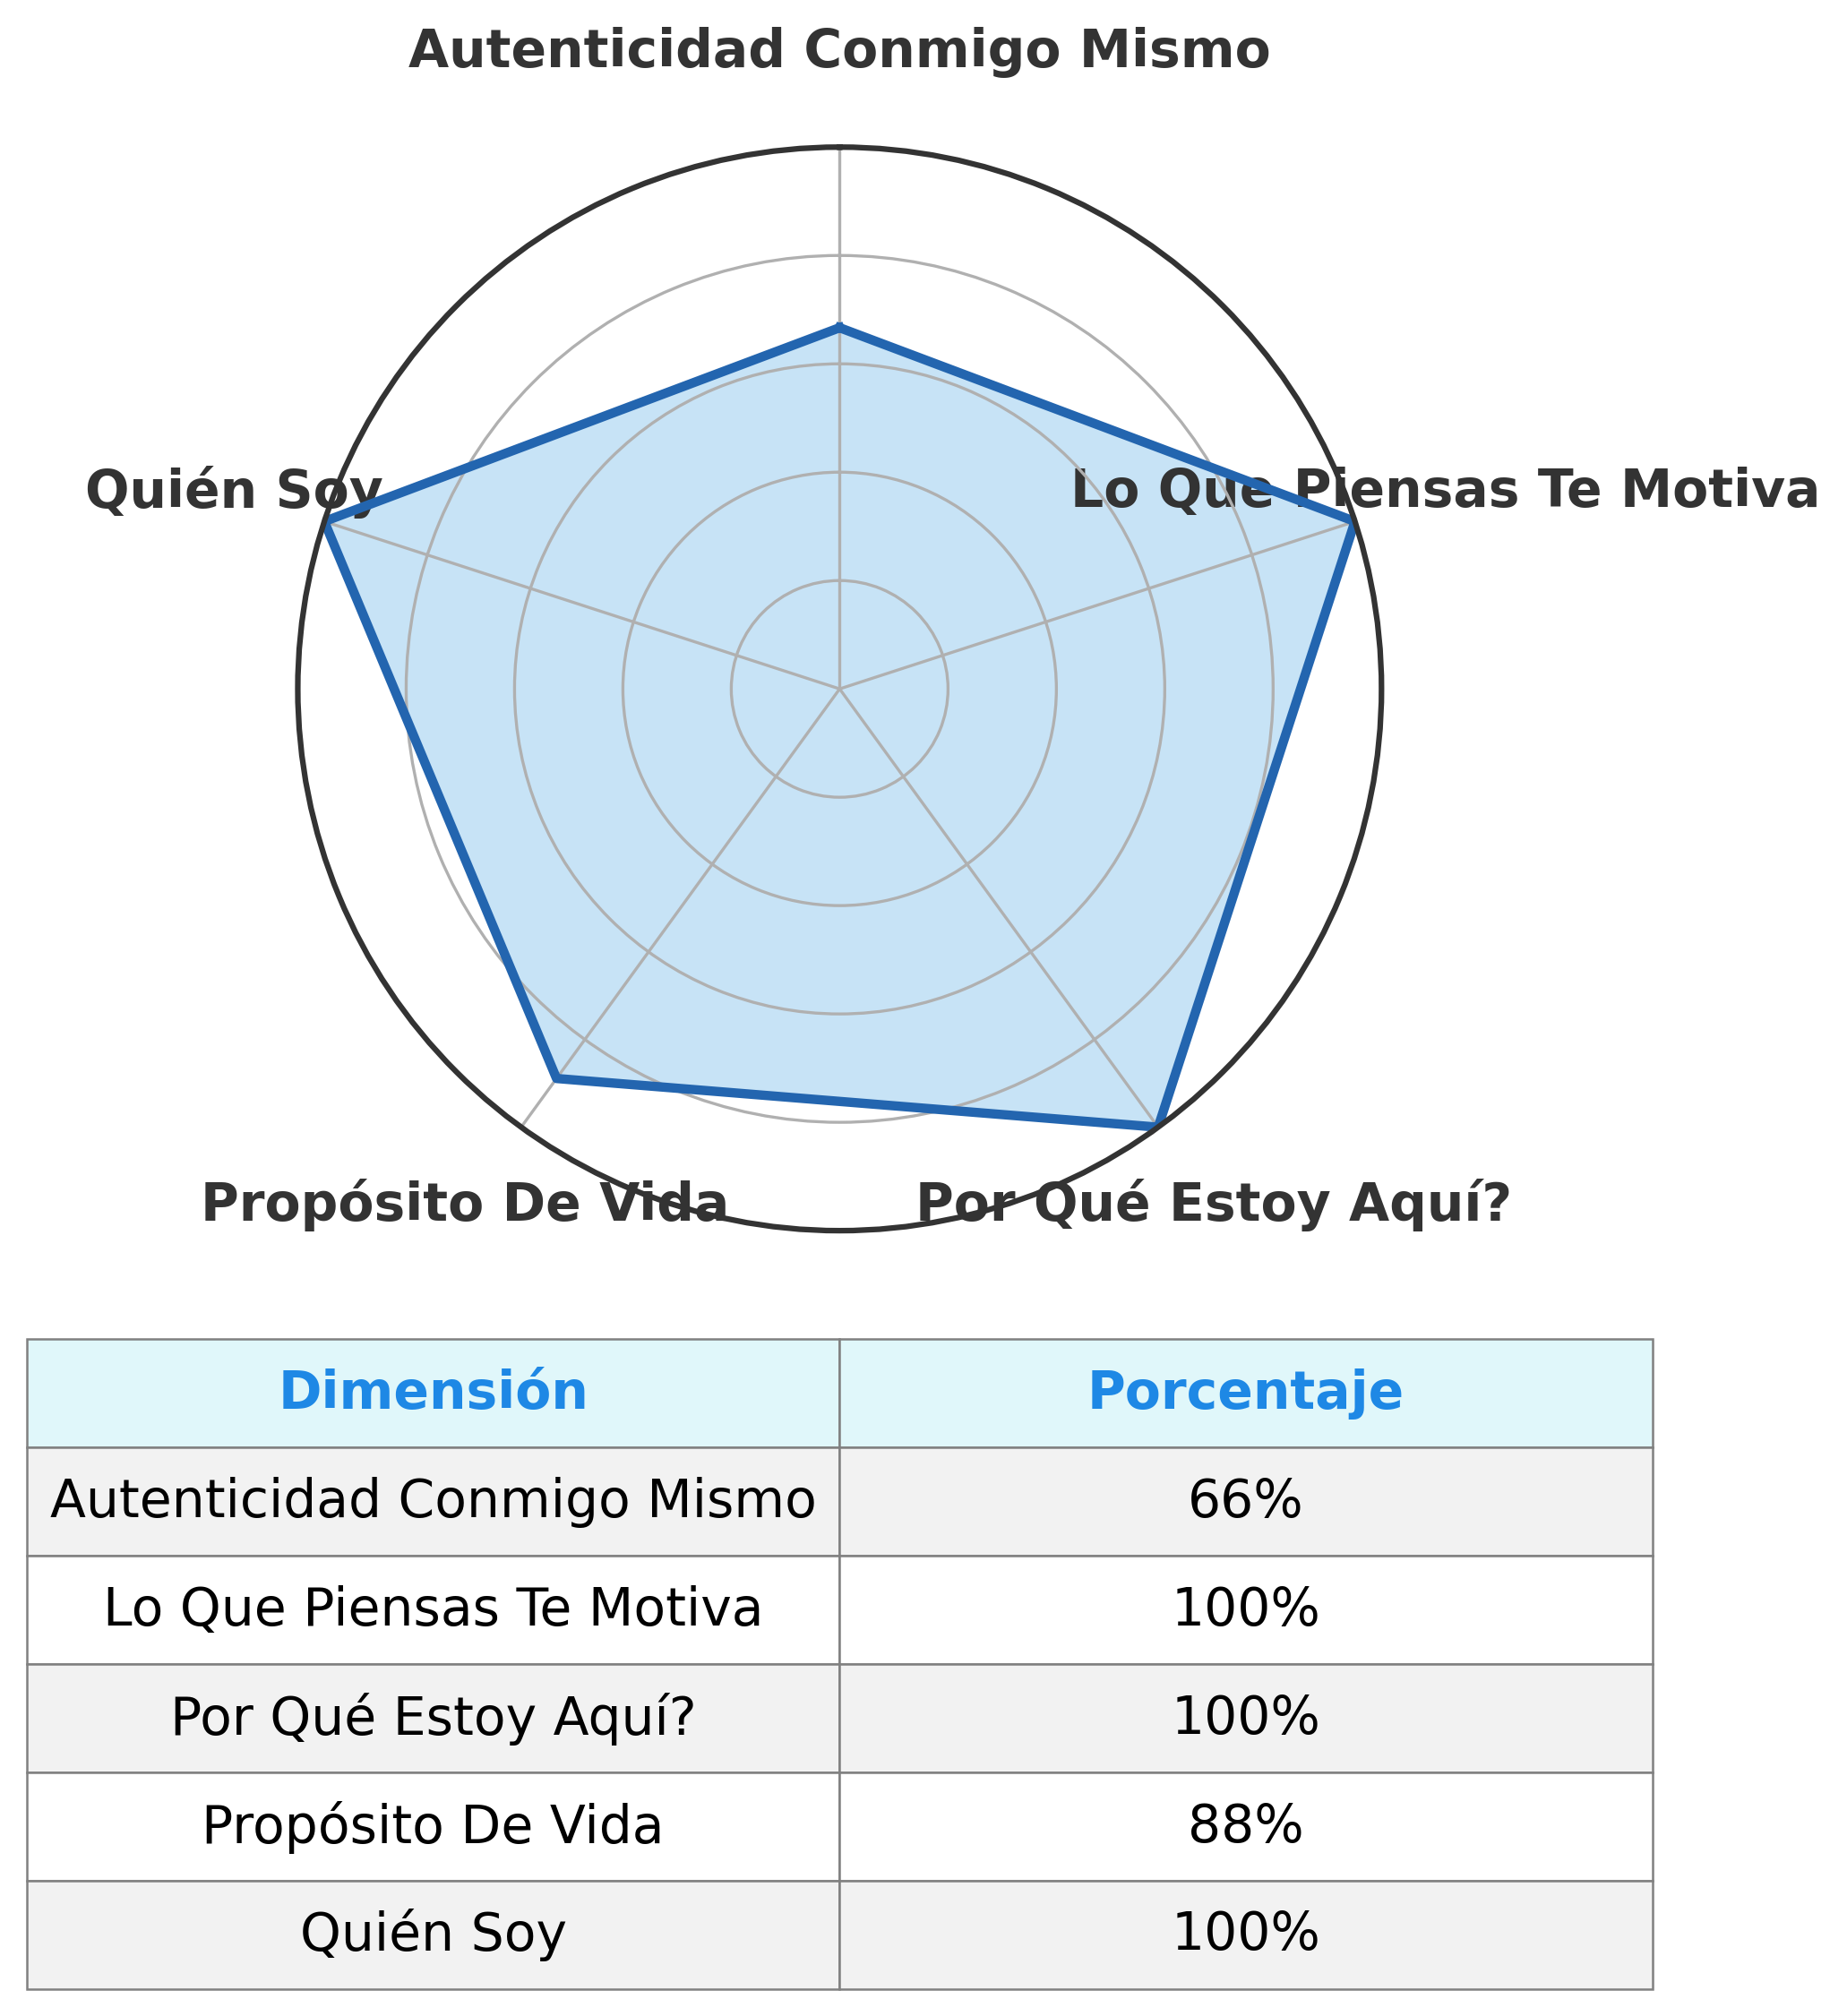 Autenticidad Conmigo Mismo
Quién Soy
Lo Que Piensas Te Motiva
Propósito De Vida
Por Qué Estoy Aquí?
Dimensión Porcentaje
Autenticidad Conmigo Mismo 66%
Lo Que Piensas Te Motiva 100%
Por Qué Estoy Aquí? 100%
Propósito De Vida 88%
Quién Soy 100%